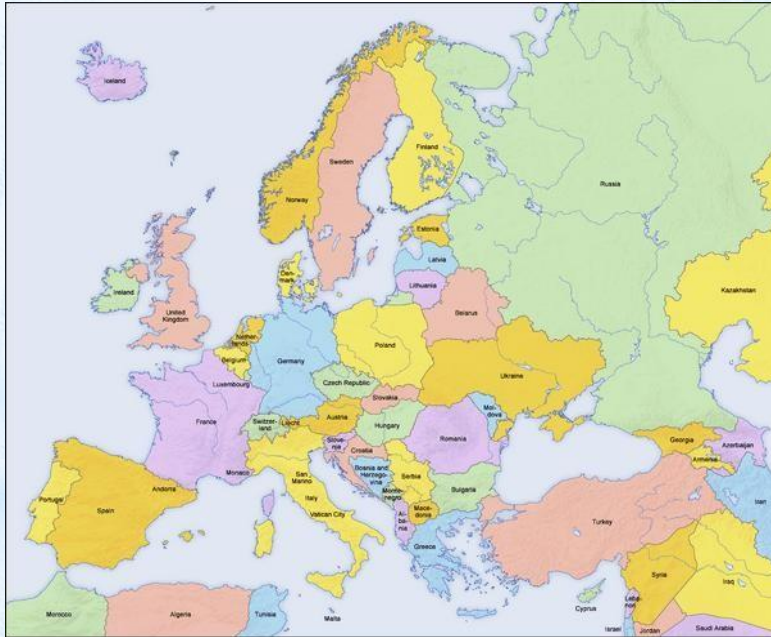 Iceland
Finland
Sweden
Norway
Russia
Estonia
Latvia
Lithuania
Den-
mark
Ireland
United
Kingdom
Belarus
Kazakhstan
Nether-
lands
Belgium
Poland
Germany
Luxembourg
Czech Republic
Ukraine
Slovakia
France
Switzer-
land
Liecht.
Austria
Hungary
Mol-
dova
Romania
Slove-
nia
Croatia
Georgia
Azerbaijan
Armenia
Monaco
San
Marino
Bosnia and
Herzego-
vina
Serbia
Andorra
Portugal
Spain
Italy
Monte-
negro
Bulgaria
Vatican City
Mace-
donia
Al-
ba-
nia
Turkey
Iran
Greece
Syria
Iraq
Cyprus
Leba-
non
Morocco
Algeria
Tunisia
Malta
Israel
Jordan
Saudi Arabia